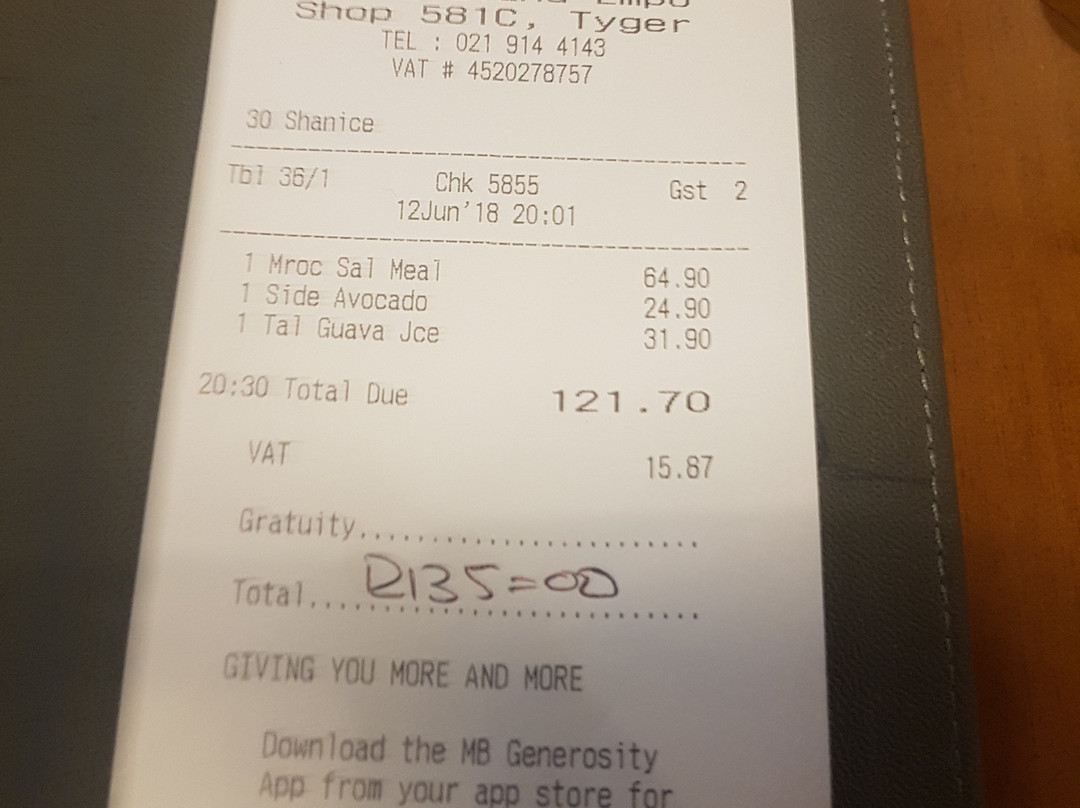 Shop 581C, Tyger
TEL : 021 914 4143
VAT # 4520278757
30 Shanice
Tbl 36/1 Chk 5855 Gst 2
12Jun'18 20:01
1 Mroc Sal Meal 64.90
1 Side Avocado 24.90
1 Tal Guava Jce 31.90
20:30 Total Due 121.70
VAT 15.87
Gratuity..........................
Total.... R135=00
GIVING YOU MORE AND MORE
Download the MB Generosity
App from your app store for